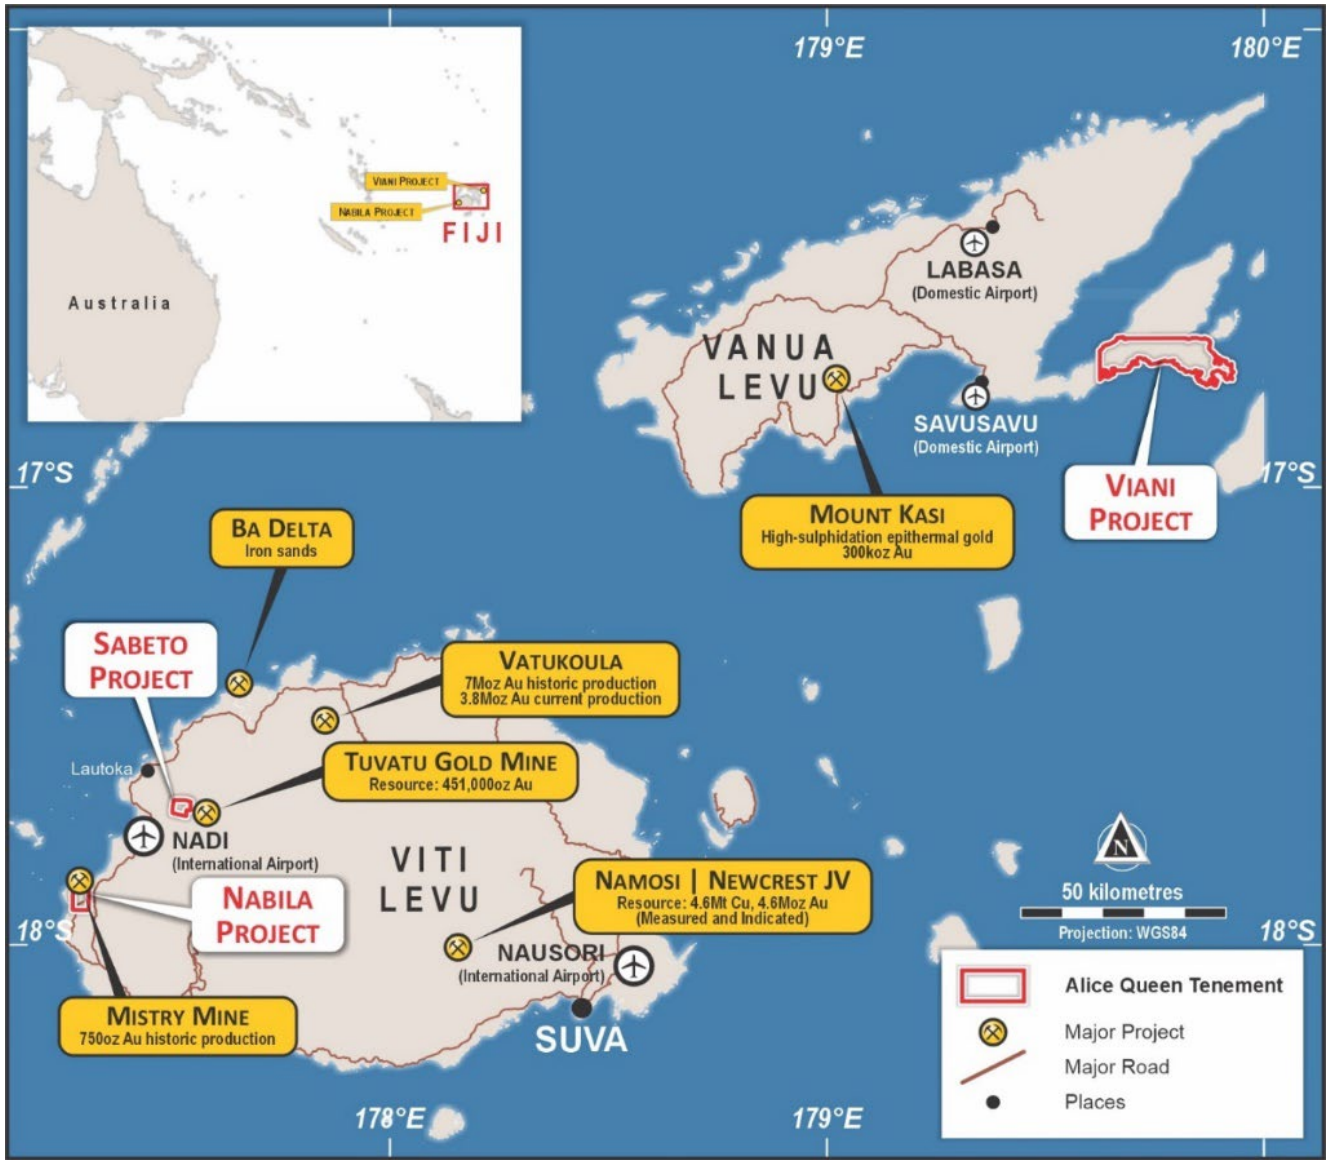 179°E
180°E
VIANI PROJECT
NABILA PROJECT
FIJI
Australia
LABASA
(Domestic Airport)
VANUA
LEVU
SAVUSAVU
(Domestic Airport)
17°S
17°S
VIANI
PROJECT
MOUNT KASI
High-sulphidation epithermal gold
300koz Au
BA DELTA
Iron sands
SABETO
PROJECT
VATUKOULA
7Moz Au historic production
3.8Moz Au current production
TUVATU GOLD MINE
Resource: 451,000oz Au
Lautoka
NADI
(International Airport)
VITI
LEVU
NABILA
PROJECT
NAMOSI | NEWCREST JV
Resource: 4.6Mt Cu, 4.6Moz Au
(Measured and Indicated)
N
50 kilometres
Projection: WGS84
18°S
18°S
NAUSORI
(International Airport)
MISTRY MINE
750oz Au historic production
SUVA
Alice Queen Tenement
Major Project
Major Road
Places
178°E
179°E